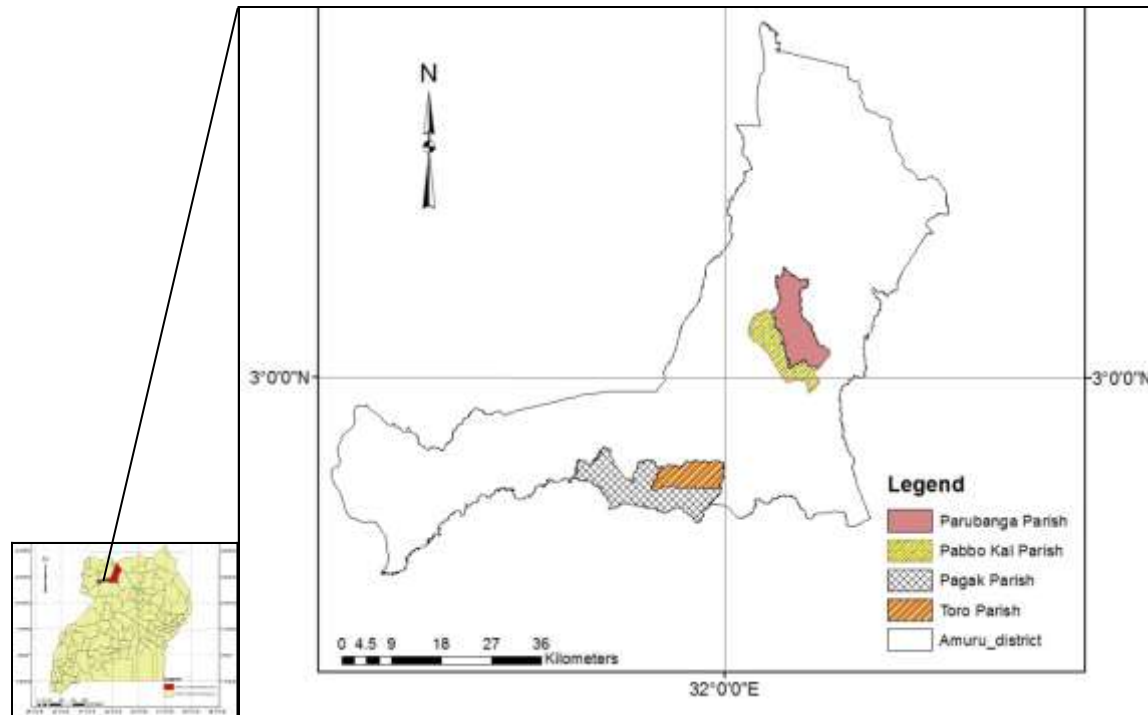 N
3°0'0"N
3°0'0"N
Legend
Parubanga Parish
Pabbo Kal Parish
Pagak Parish
Toro Parish
Amuru_district
0 4.5 9 18 27 36
Kilometers
32°0'0"E